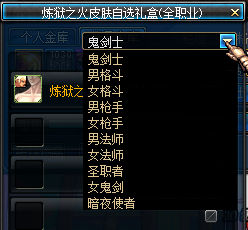 炼狱之火皮肤自选礼盒(全职业)
个人金库
鬼剑士
鬼剑士
男格斗
炼狱之
女格斗
男枪手
女枪手
男法师
女法师
圣职者
女鬼剑
暗夜使者